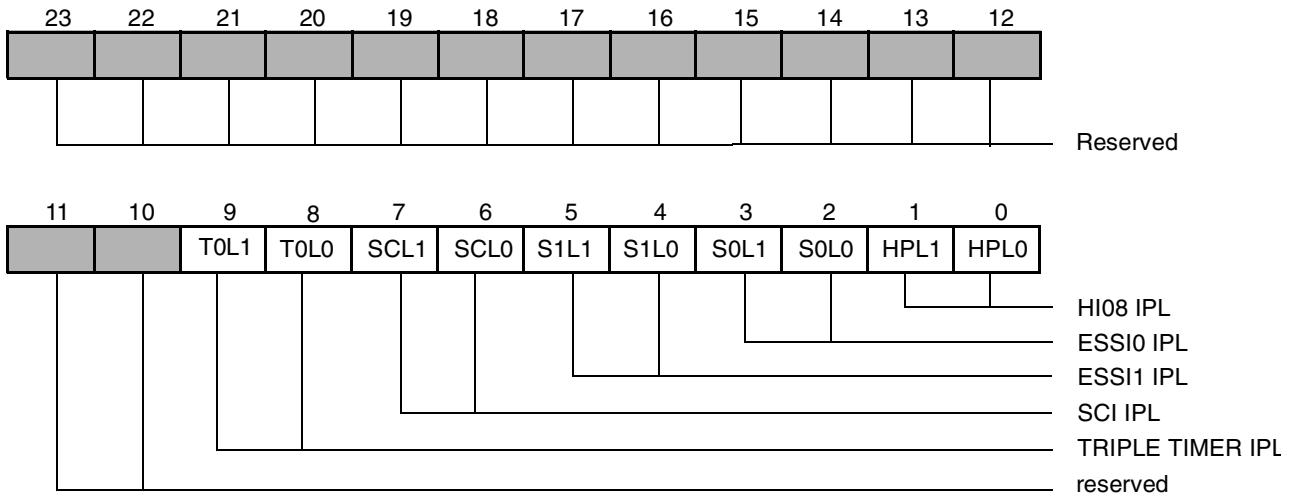 23 22 21 20 19 18 17 16 15 14 13 12
Reserved
11 10 9 8 7 6 5 4 3 2 1 0
T0L1 T0L0 SCL1 SCL0 S1L1 S1L0 S0L1 S0L0 HPL1 HPL0
HI08 IPL
ESSI0 IPL
ESSI1 IPL
SCI IPL
TRIPLE TIMER IPL
reserved